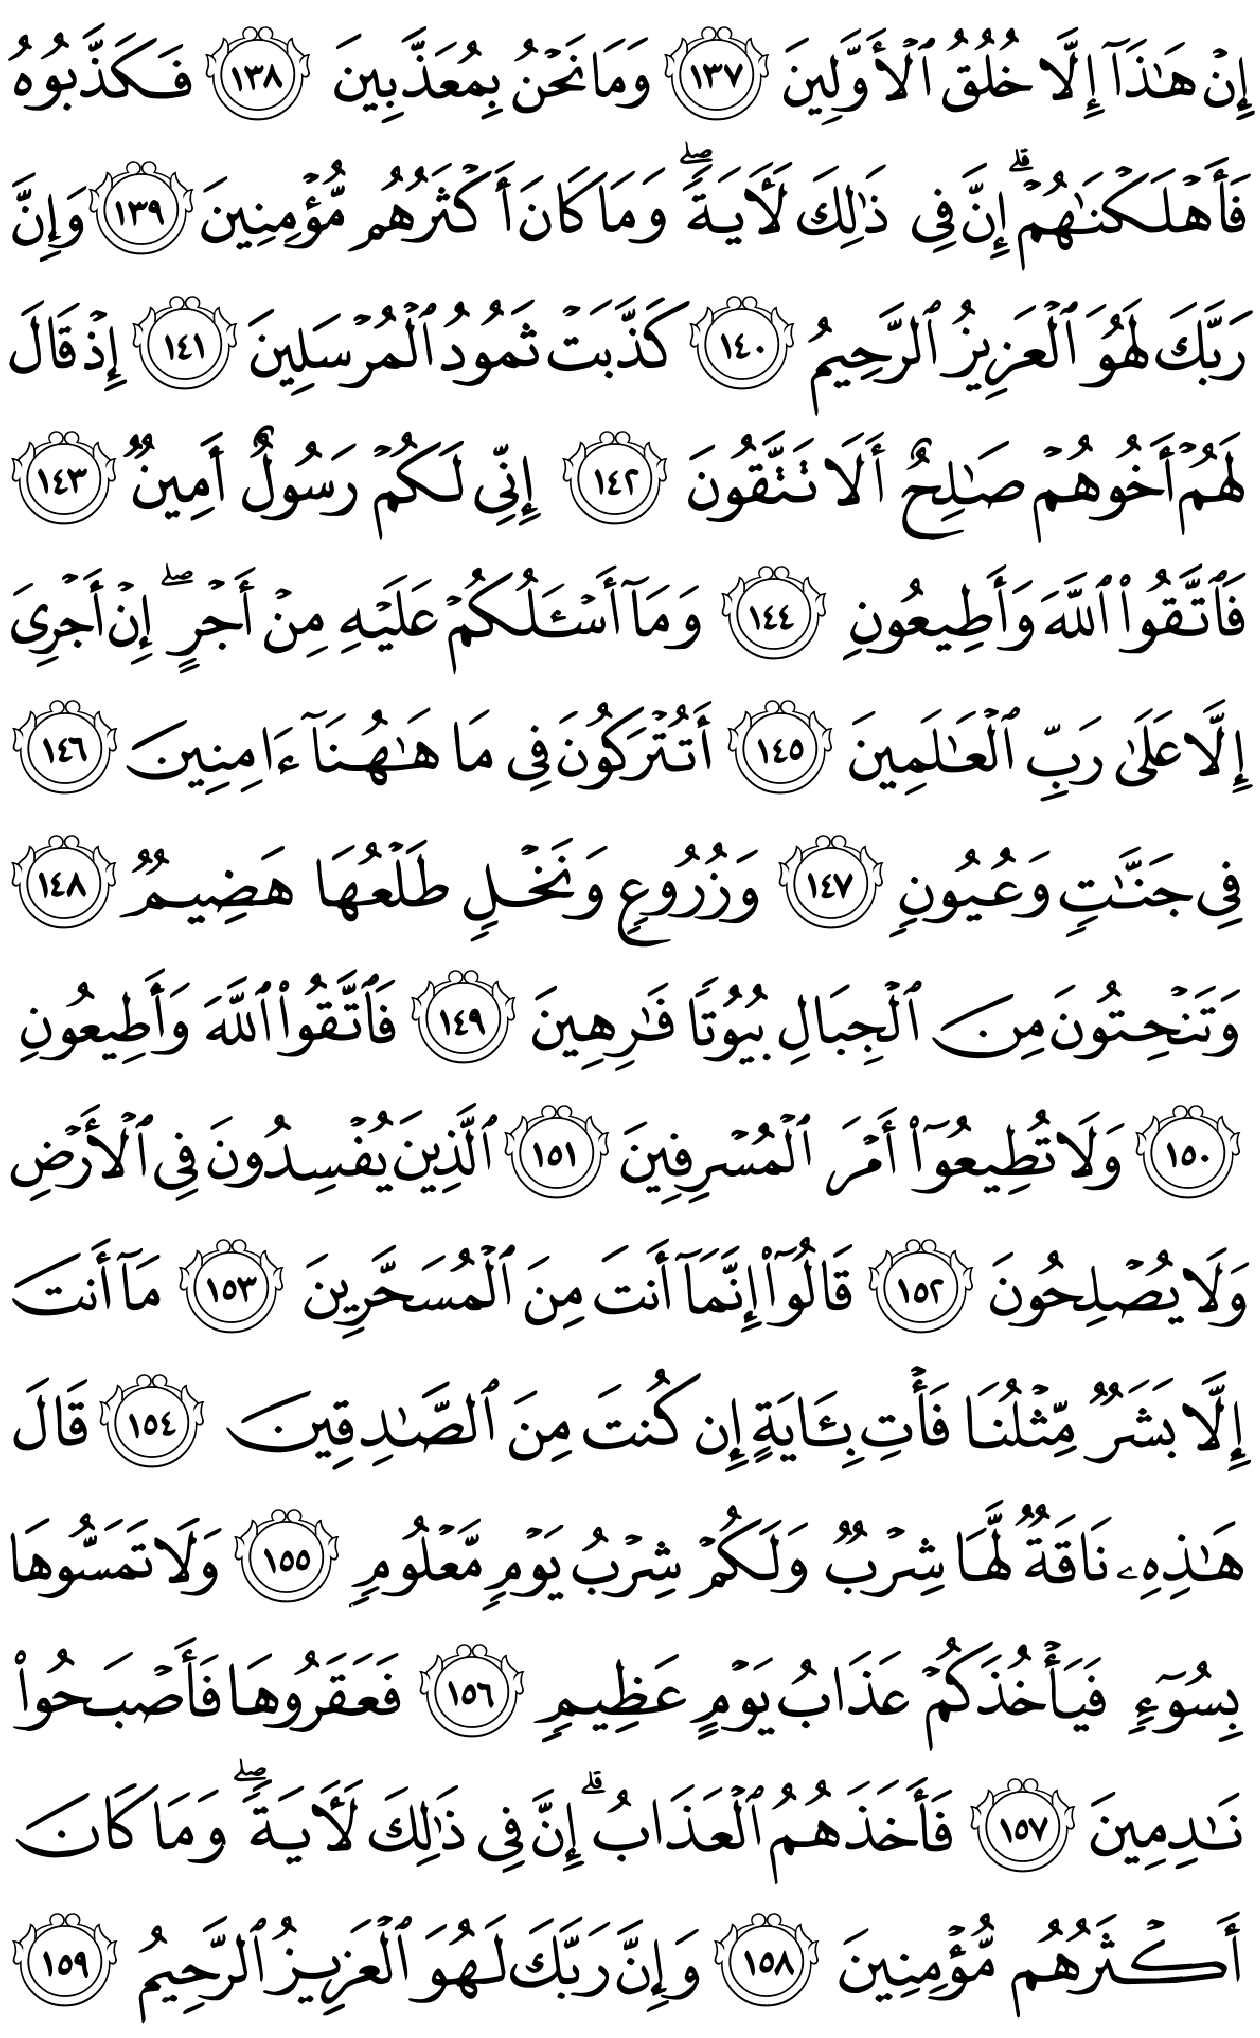 إِنْ هَـٰذَآ إِلَّا خُلُقُ ٱلْأَوَّلِينَ ١٣٧ وَمَا نَحْنُ بِمُعَذَّبِينَ ١٣٨ فَكَذَّبُوهُ
فَأَهْلَكْنَـٰهُمْ ۗ إِنَّ فِى ذَٰلِكَ لَـَٔايَةً ۖ وَمَا كَانَ أَكْثَرُهُم مُّؤْمِنِينَ ١٣٩ وَإِنَّ
رَبَّكَ لَهُوَ ٱلْعَزِيزُ ٱلرَّحِيمُ ١٤٠ كَذَّبَتْ ثَمُودُ ٱلْمُرْسَلِينَ ١٤١ إِذْ قَالَ
لَهُمْ أَخُوهُمْ صَـٰلِحٌ أَلَا تَتَّقُونَ ١٤٢ إِنِّى لَكُمْ رَسُولٌ أَمِينٌ ١٤٣
فَٱتَّقُوا۟ ٱللَّهَ وَأَطِيعُونِ ١٤٤ وَمَآ أَسْـَٔلُكُمْ عَلَيْهِ مِنْ أَجْرٍ ۖ إِنْ أَجْرِىَ
إِلَّا عَلَىٰ رَبِّ ٱلْعَـٰلَمِينَ ١٤٥ أَتُتْرَكُونَ فِى مَا هَـٰهُنَآ ءَامِنِينَ ١٤٦
فِى جَنَّـٰتٍ وَعُيُونٍ ١٤٧ وَزُرُوعٍ وَنَخْلٍ طَلْعُهَا هَضِيمٌ ١٤٨
وَتَنْحِتُونَ مِنَ ٱلْجِبَالِ بُيُوتًا فَـٰرِهِينَ ١٤٩ فَٱتَّقُوا۟ ٱللَّهَ وَأَطِيعُونِ
١٥٠ وَلَا تُطِيعُوٓا۟ أَمْرَ ٱلْمُسْرِفِينَ ١٥١ ٱلَّذِينَ يُفْسِدُونَ فِى ٱلْأَرْضِ
وَلَا يُصْلِحُونَ ١٥٢ قَالُوٓا۟ إِنَّمَآ أَنتَ مِنَ ٱلْمُسَحَّرِينَ ١٥٣ مَآ أَنتَ
إِلَّا بَشَرٌ مِّثْلُنَا فَأْتِ بِـَٔايَةٍ إِن كُنتَ مِنَ ٱلصَّـٰدِقِينَ ١٥٤ قَالَ
هَـٰذِهِۦ نَاقَةٌ لَّهَا شِرْبٌ وَلَكُمْ شِرْبُ يَوْمٍ مَّعْلُومٍ ١٥٥ وَلَا تَمَسُّوهَا
بِسُوٓءٍ فَيَأْخُذَكُمْ عَذَابُ يَوْمٍ عَظِيمٍ ١٥٦ فَعَقَرُوهَا فَأَصْبَحُوا۟
نَـٰدِمِينَ ١٥٧ فَأَخَذَهُمُ ٱلْعَذَابُ ۗ إِنَّ فِى ذَٰلِكَ لَـَٔايَةً ۖ وَمَا كَانَ
أَكْثَرُهُم مُّؤْمِنِينَ ١٥٨ وَإِنَّ رَبَّكَ لَهُوَ ٱلْعَزِيزُ ٱلرَّحِيمُ ١٥٩